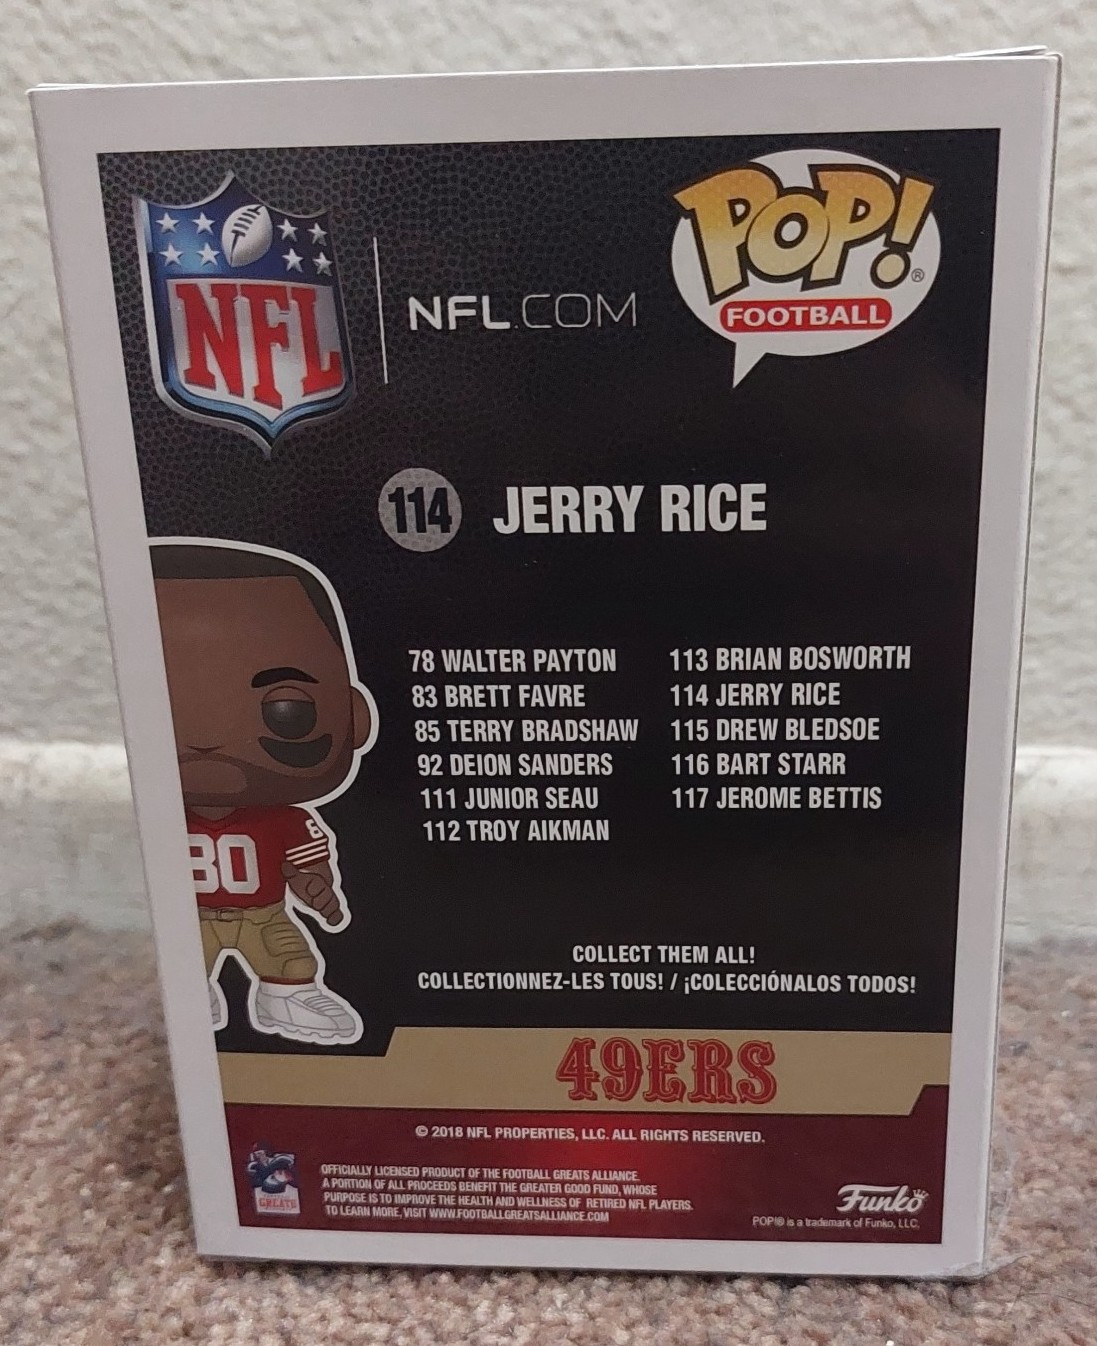 NFL
NFL.COM
POP!®
FOOTBALL
114 JERRY RICE
78 WALTER PAYTON
83 BRETT FAVRE
85 TERRY BRADSHAW
92 DEION SANDERS
111 JUNIOR SEAU
112 TROY AIKMAN
113 BRIAN BOSWORTH
114 JERRY RICE
115 DREW BLEDSOE
116 BART STARR
117 JEROME BETTIS
80
8
COLLECT THEM ALL!
COLLECTIONNEZ-LES TOUS! / ¡COLECCIÓNALOS TODOS!
49ERS
© 2018 NFL PROPERTIES, LLC. ALL RIGHTS RESERVED.
GREATS
OFFICIALLY LICENSED PRODUCT OF THE FOOTBALL GREATS ALLIANCE.
A PORTION OF ALL PROCEEDS BENEFIT THE GREATER GOOD FUND, WHOSE
PURPOSE IS TO IMPROVE THE HEALTH AND WELLNESS OF RETIRED NFL PLAYERS.
TO LEARN MORE, VISIT WWW.FOOTBALLGREATSALLIANCE.COM
Funko
POP!® is a trademark of Funko, LLC.